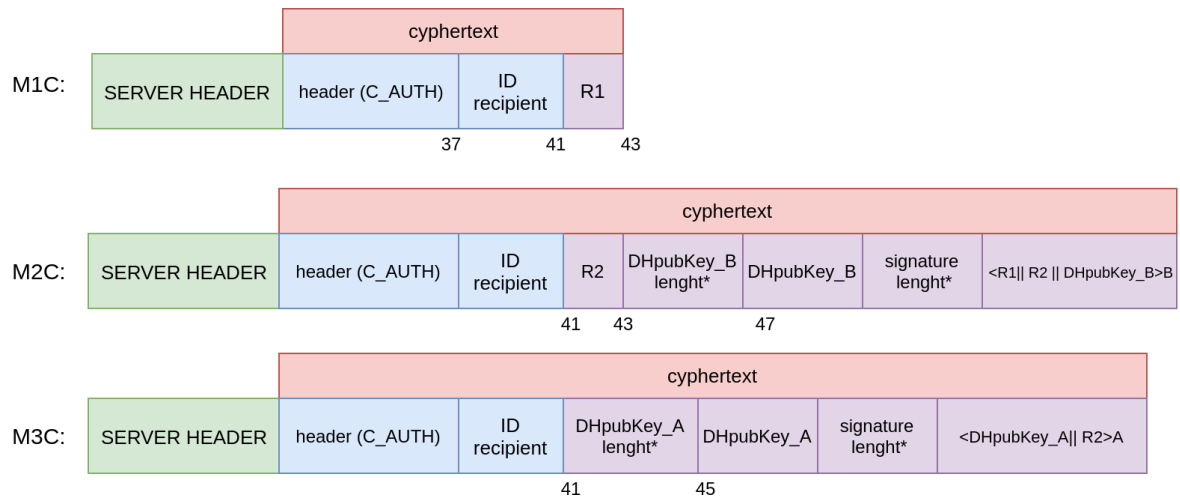 cyphertext
M1C:
SERVER HEADER
header (C_AUTH)
ID
recipient
R1
37
41
43
cyphertext
M2C:
SERVER HEADER
header (C_AUTH)
ID
recipient
R2
DHpubKey_B
lenght*
DHpubKey_B
signature
lenght*
<R1|| R2 || DHpubKey_B>B
41
43
47
cyphertext
M3C:
SERVER HEADER
header (C_AUTH)
ID
recipient
DHpubKey_A
lenght*
DHpubKey_A
signature
lenght*
<DHpubKey_A|| R2>A
41
45